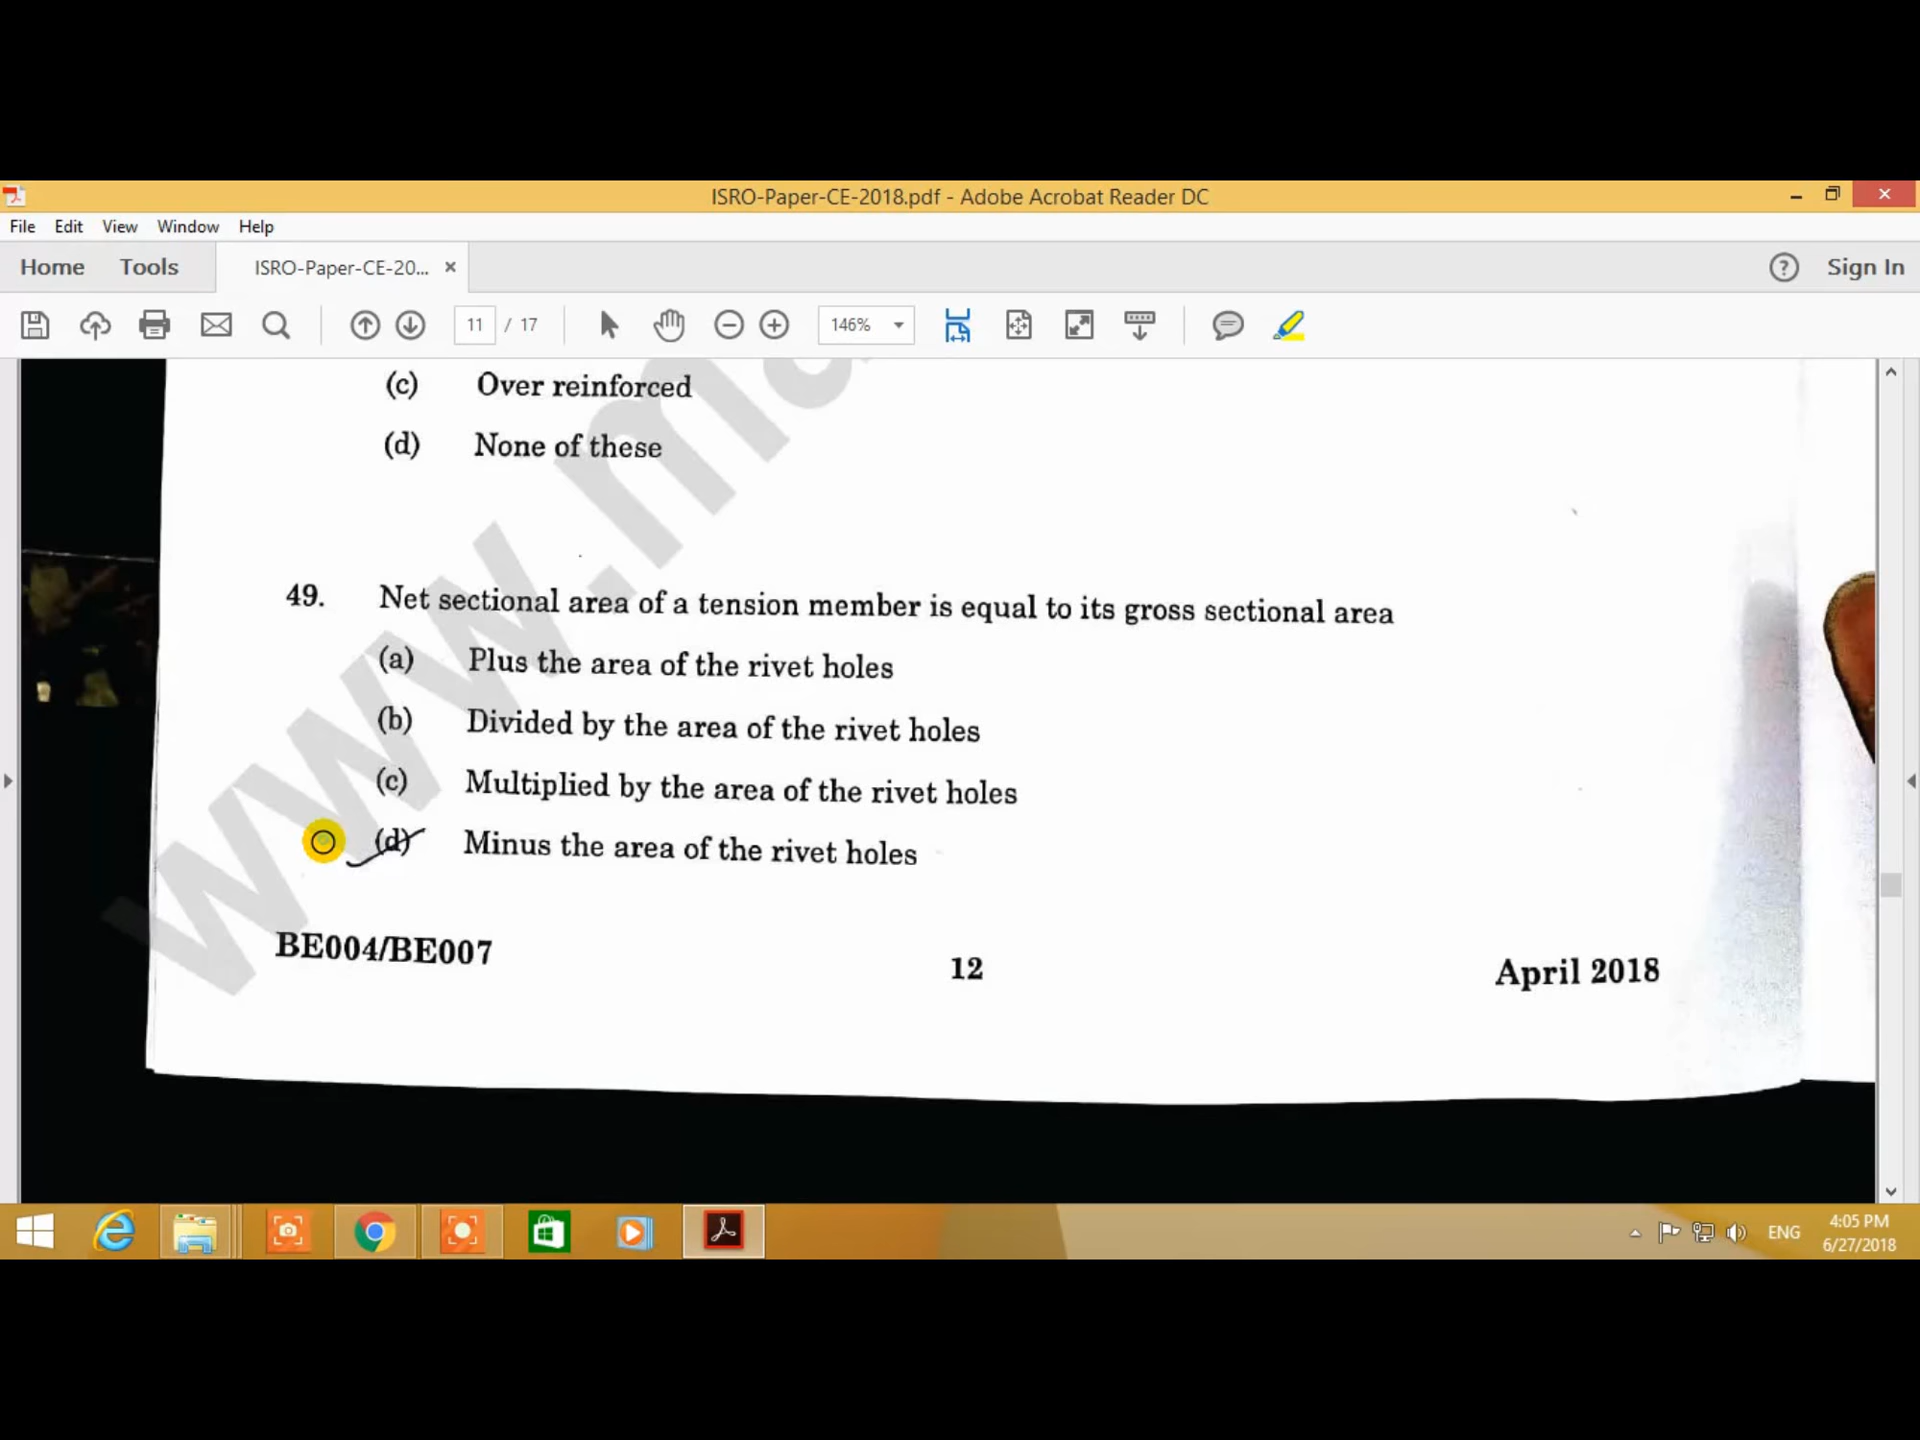 ISRO-Paper-CE-2018.pdf - Adobe Acrobat Reader DC
File Edit View Window Help
Home Tools ISRO-Paper-CE-20... × ? Sign In
11 / 17 146%
(c) Over reinforced
(d) None of these
49. Net sectional area of a tension member is equal to its gross sectional area
(a) Plus the area of the rivet holes
(b) Divided by the area of the rivet holes
(c) Multiplied by the area of the rivet holes
(d) Minus the area of the rivet holes
BE004/BE007 12 April 2018
www.ma
ENG 4:05 PM
6/27/2018